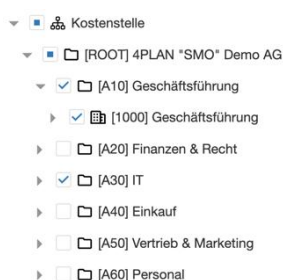 Kostenstelle
[ROOT] 4PLAN "SMO" Demo AG
[A10] Geschäftsführung
[1000] Geschäftsführung
[A20] Finanzen & Recht
[A30] IT
[A40] Einkauf
[A50] Vertrieb & Marketing
[A60] Personal